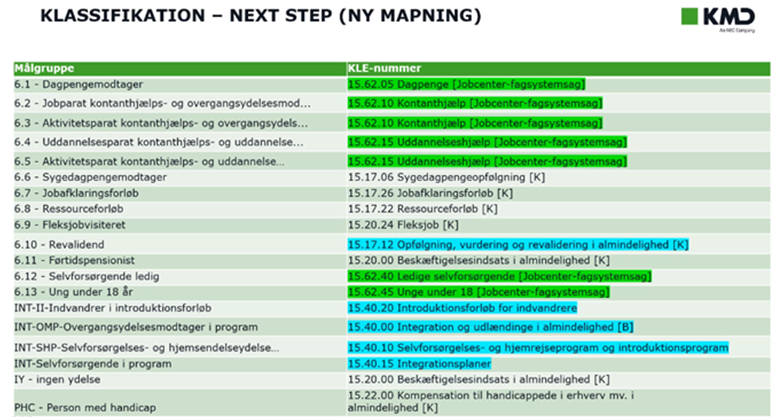 KLASSIFIKATION – NEXT STEP (NY MAPNING)
KMD
An NEC Company
Målgruppe KLE-nummer
6.1 - Dagpengemodtager 15.62.05 Dagpenge [Jobcenter-fagsystemsag]
6.2 - Jobparat kontanthjælps- og overgangsydelsesmod... 15.62.10 Kontanthjælp [Jobcenter-fagsystemsag]
6.3 - Aktivitetsparat kontanthjælps- og overgangsydels... 15.62.10 Kontanthjælp [Jobcenter-fagsystemsag]
6.4 - Uddannelsesparat kontanthjælps- og uddannelse... 15.62.15 Uddannelseshjælp [Jobcenter-fagsystemsag]
6.5 - Aktivitetsparat kontanthjælps- og uddannelse... 15.62.15 Uddannelseshjælp [Jobcenter-fagsystemsag]
6.6 - Sygedagpengemodtager 15.17.06 Sygedagpengeopfølgning [K]
6.7 - Jobafklaringsforløb 15.17.26 Jobafklaringsforløb [K]
6.8 - Ressourceforløb 15.17.22 Ressourceforløb [K]
6.9 - Fleksjobvisiteret 15.20.24 Fleksjob [K]
6.10 - Revalidend 15.17.12 Opfølgning, vurdering og revalidering i almindelighed [K]
6.11 - Førtidspensionist 15.20.00 Beskæftigelsesindsats i almindelighed [K]
6.12 - Selvforsørgende ledig 15.62.40 Ledige selvforsørgende [Jobcenter-fagsystemsag]
6.13 - Ung under 18 år 15.62.45 Unge under 18 [Jobcenter-fagsystemsag]
INT-II-Indvandrer i introduktionsforløb 15.40.20 Introduktionsforløb for indvandrere
INT-OMP-Overgangsydelsesmodtager i program 15.40.00 Integration og udlændinge i almindelighed [B]
INT-SHP-Selvforsørgelses- og hjemsendelseydelse... 15.40.10 Selvforsørgelses- og hjemrejseprogram og introduktionsprogram
INT-Selvforsørgende i program 15.40.15 Integrationsplaner
IY - ingen ydelse 15.20.00 Beskæftigelsesindsats i almindelighed [K]
PHC - Person med handicap 15.22.00 Kompensation til handicappede i erhverv mv. i
almindelighed [K]